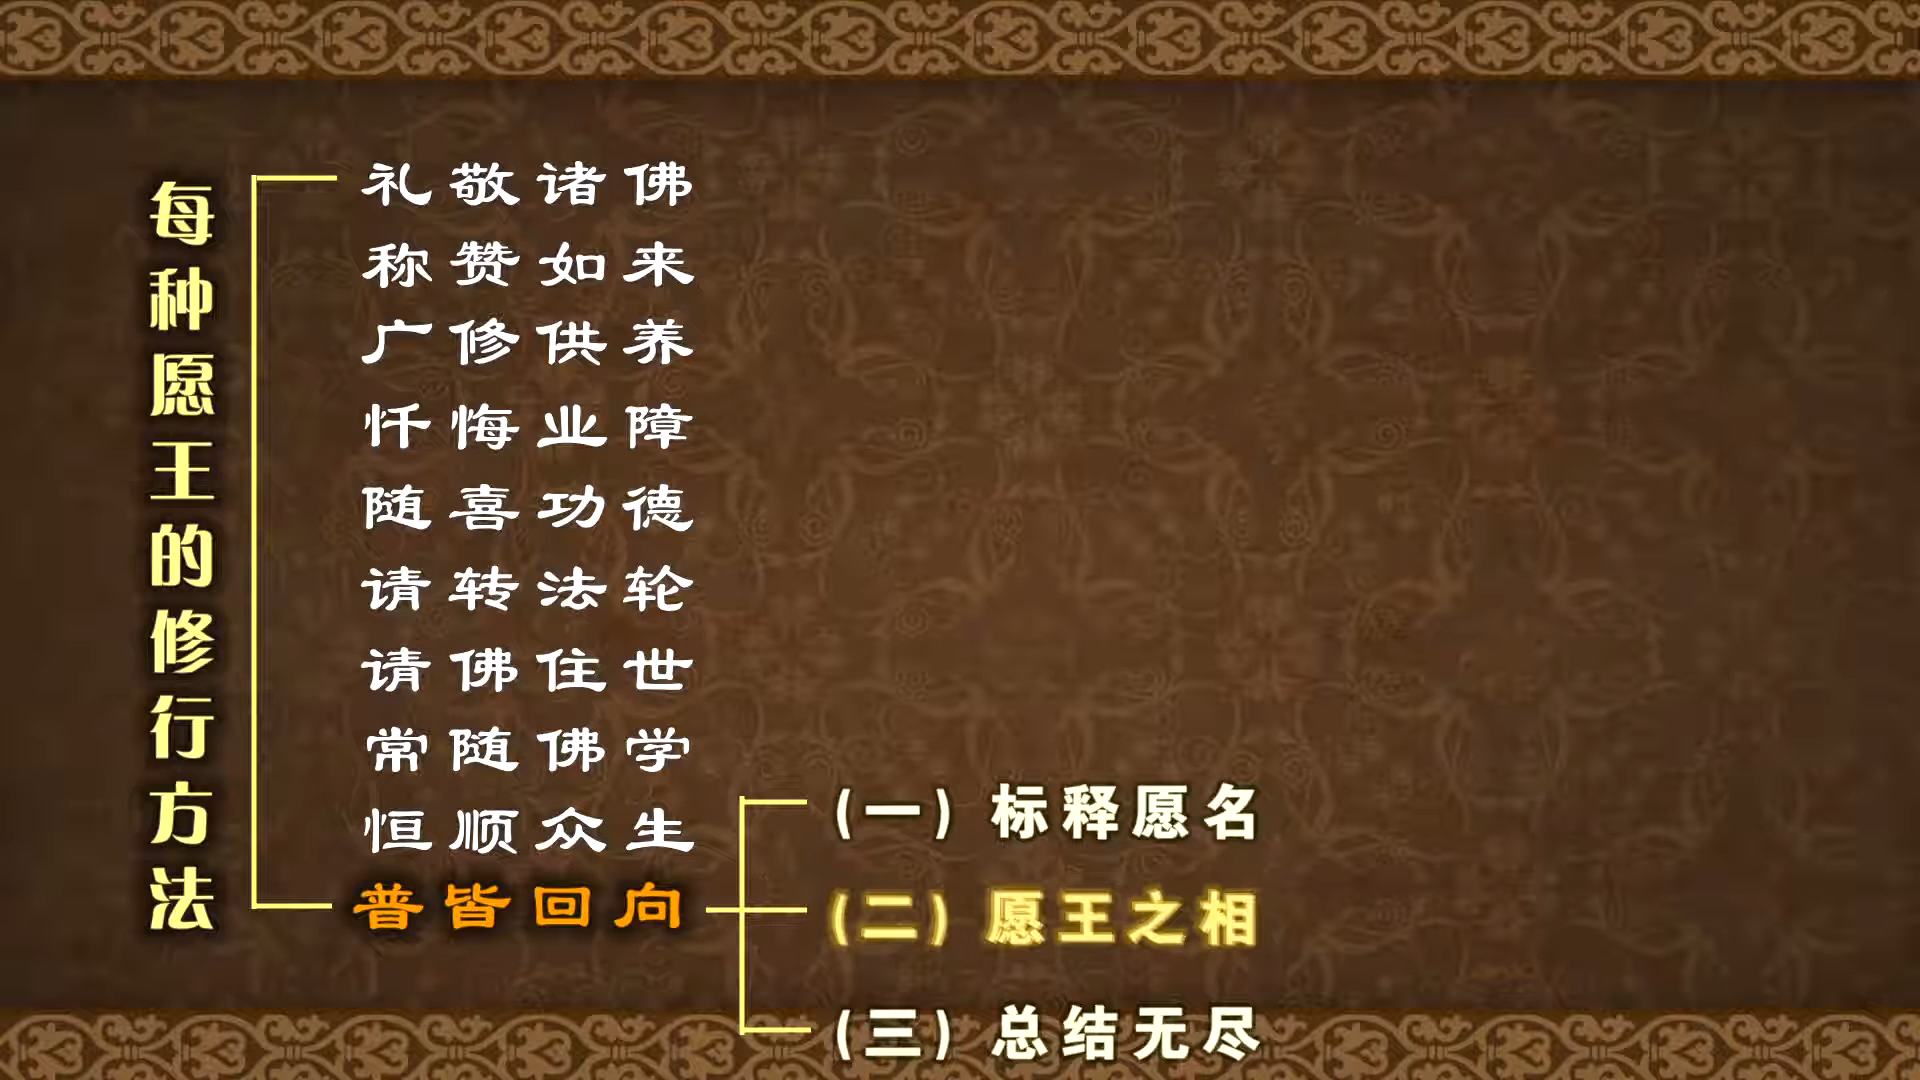 每种愿王的修行方法
礼敬诸佛
称赞如来
广修供养
忏悔业障
随喜功德
请转法轮
请佛住世
常随佛学
恒顺众生
普皆回向
(一) 标释愿名
(二) 愿王之相
(三) 总结无尽